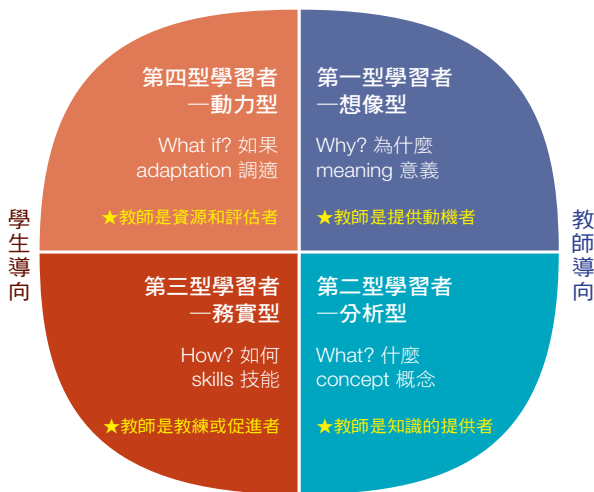 第四型學習者
—動力型
What if? 如果
adaptation 調適
★教師是資源和評估者
第一型學習者
—想像型
Why? 為什麼
meaning 意義
★教師是提供動機者
學生導向
教師導向
第三型學習者
—務實型
How? 如何
skills 技能
★教師是教練或促進者
第二型學習者
—分析型
What? 什麼
concept 概念
★教師是知識的提供者